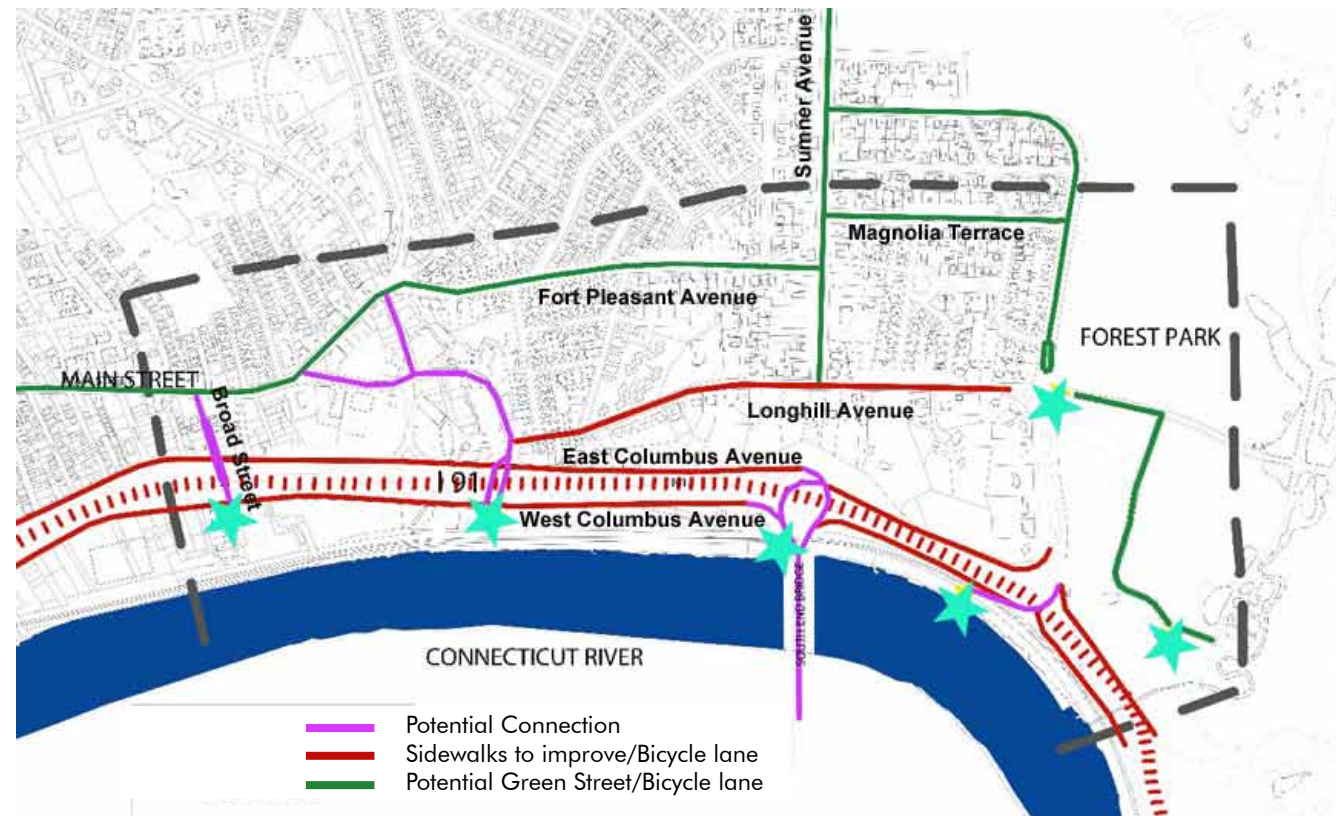 Sumner Avenue
Magnolia Terrace
Fort Pleasant Avenue
FOREST PARK
MAIN STREET
Broad Street
Longhill Avenue
East Columbus Avenue
I 91
West Columbus Avenue
SOUTH END BRIDGE
CONNECTICUT RIVER
Potential Connection
Sidewalks to improve/Bicycle lane
Potential Green Street/Bicycle lane